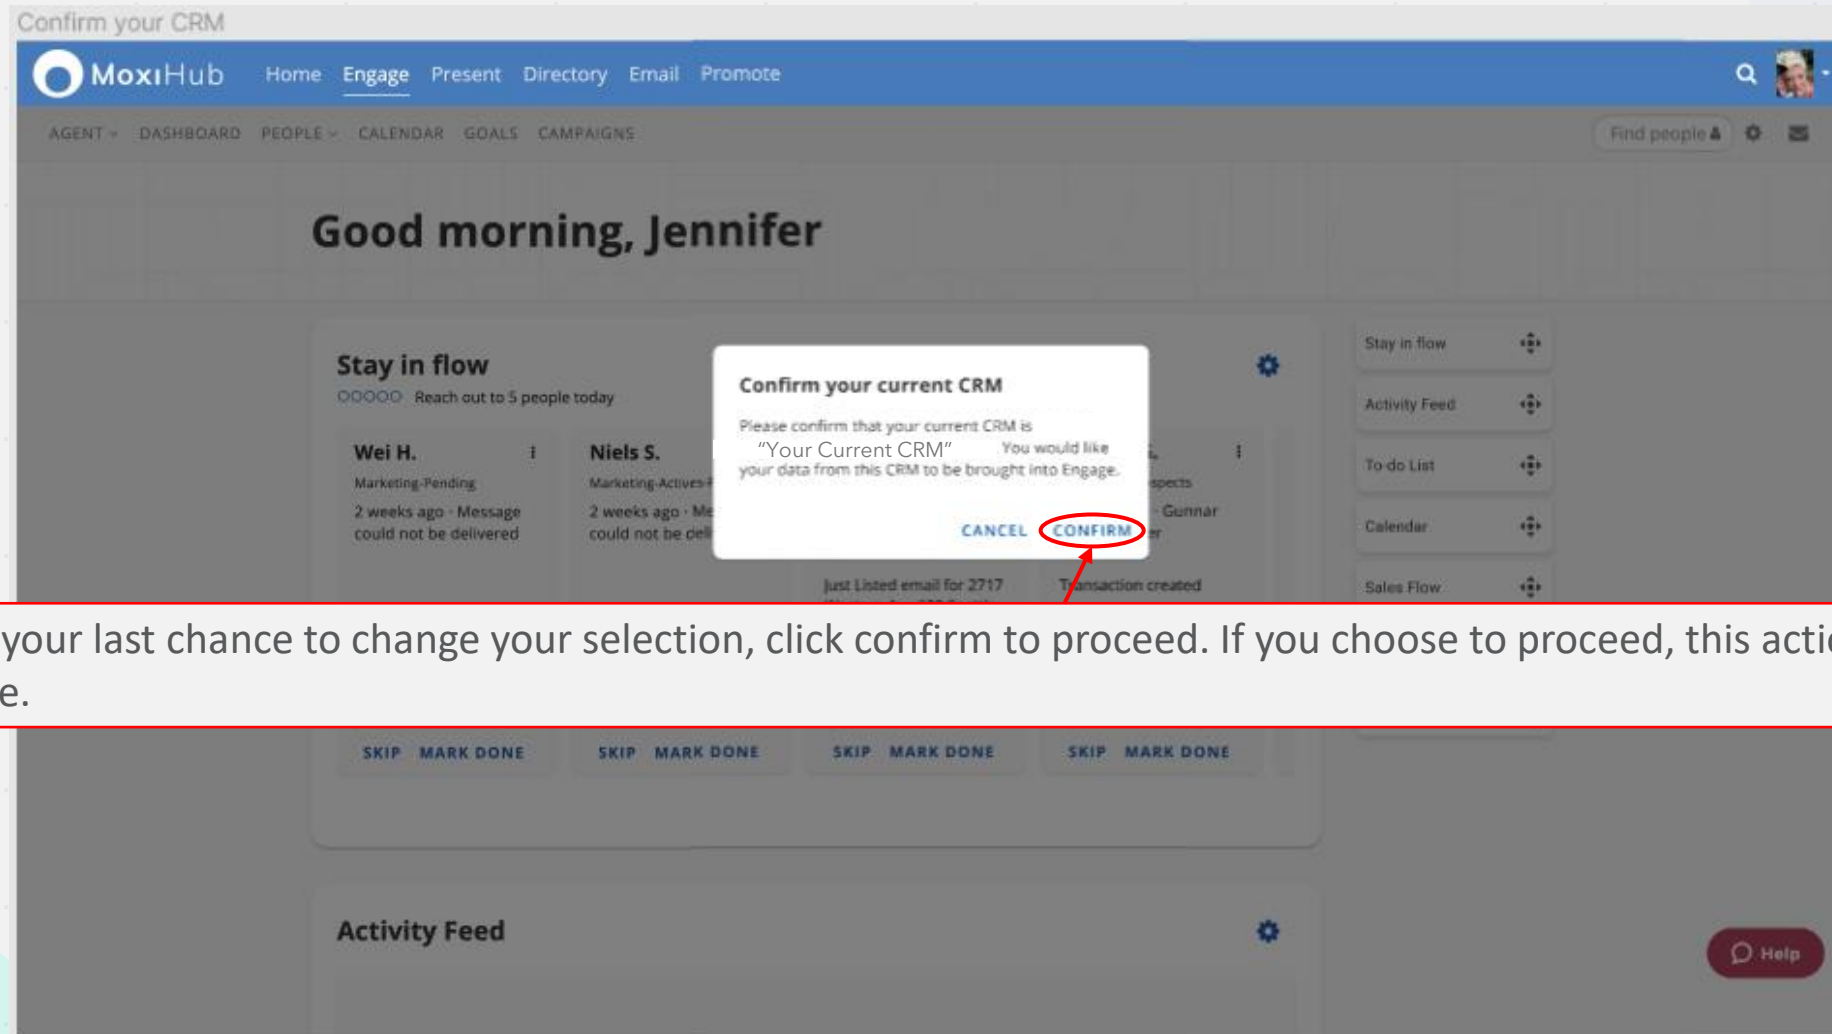 Confirm your CRM
MoxiHub Home Engage Present Directory Email Promote
AGENT DASHBOARD PEOPLE CALENDAR GOALS CAMPAIGNS Find people
Good morning, Jennifer
Stay in flow
Reach out to 5 people today
Wei H.
Marketing-Pending
2 weeks ago · Message
could not be delivered
Niels S.
Marketing-Actives-
2 weeks ago · Me
could not be deli
Confirm your current CRM
Please confirm that your current CRM is
“Your Current CRM” You would like
your data from this CRM to be brought into Engage.
CANCEL CONFIRM
spects
· Gunnar
er
Just Listed email for 2717
Transaction created
Stay in flow
Activity Feed
To-do List
Calendar
Sales Flow
your last chance to change your selection, click confirm to proceed. If you choose to proceed, this acti
e.
SKIP MARK DONE SKIP MARK DONE SKIP MARK DONE SKIP MARK DONE
Activity Feed
Help